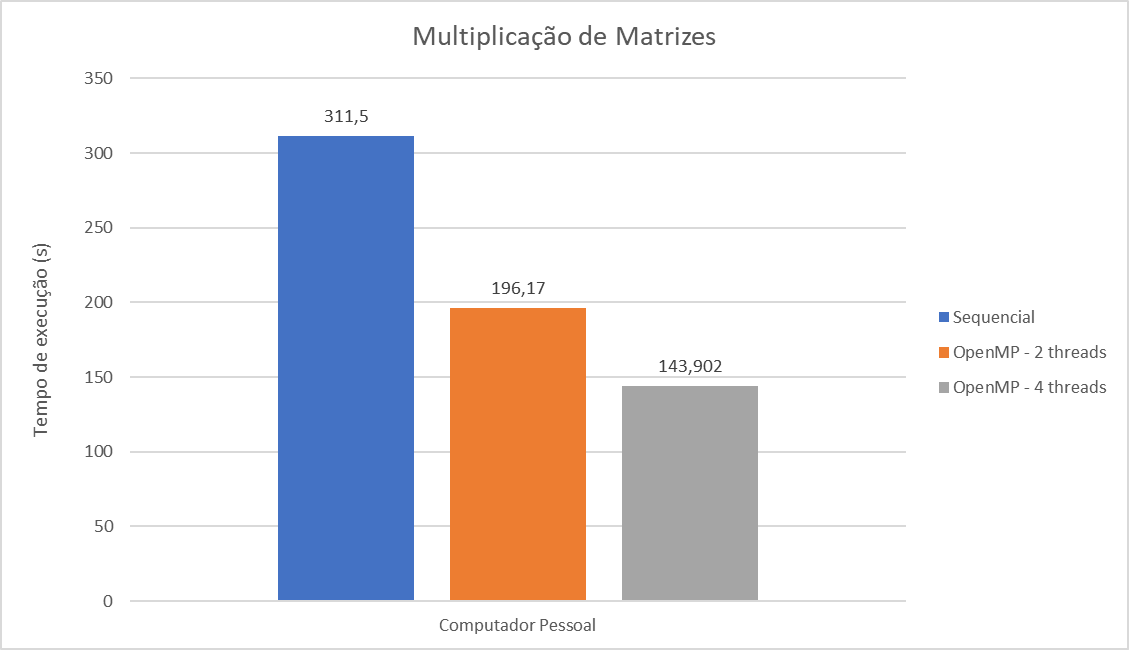 Multiplicação de Matrizes
Tempo de execução (s)
350
300
250
200
150
100
50
0
311,5
196,17
143,902
Computador Pessoal
Sequencial
OpenMP - 2 threads
OpenMP - 4 threads